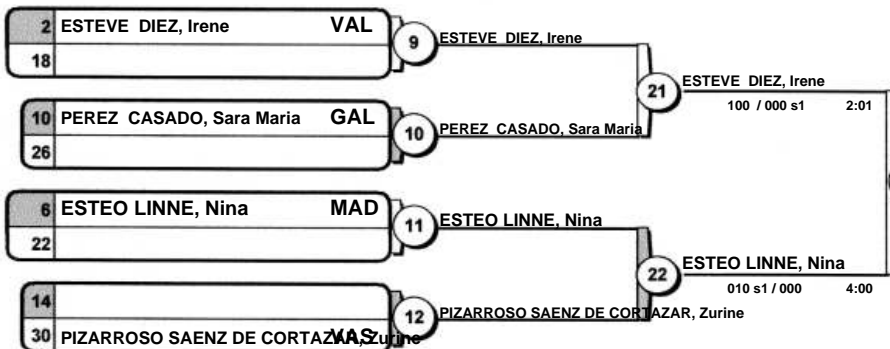 2 ESTEVE DIEZ, Irene VAL
18
9 ESTEVE DIEZ, Irene
10 PEREZ CASADO, Sara Maria GAL
26
10 PEREZ CASADO, Sara Maria
21 ESTEVE DIEZ, Irene
100 / 000 s1 2:01
6 ESTEO LINNE, Nina MAD
22
11 ESTEO LINNE, Nina
14
30 PIZARROSO SAENZ DE CORTAZAR, Zurine VAS
12 PIZARROSO SAENZ DE CORTAZAR, Zurine
22 ESTEO LINNE, Nina
010 s1 / 000 4:00